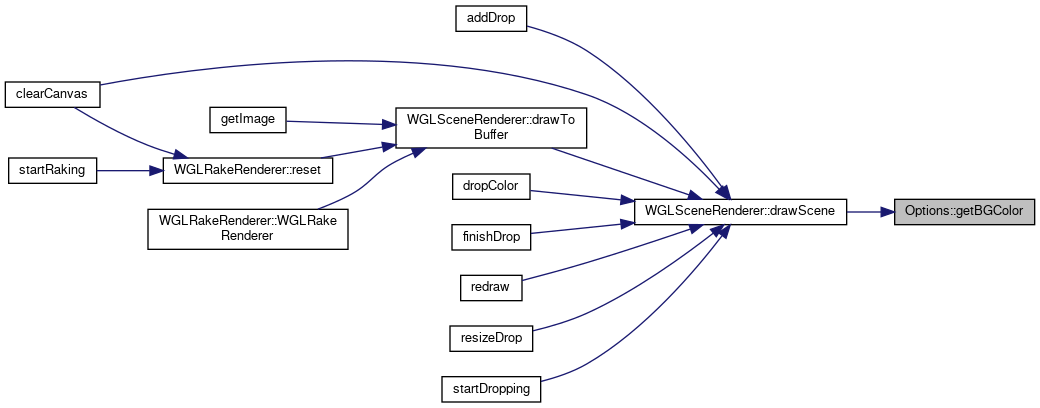 addDrop
clearCanvas
getImage
WGLSceneRenderer::drawTo
Buffer
startRaking
WGLRakeRenderer::reset
dropColor
WGLRakeRenderer::WGLRake
Renderer
WGLSceneRenderer::drawScene
Options::getBGColor
finishDrop
redraw
resizeDrop
startDropping